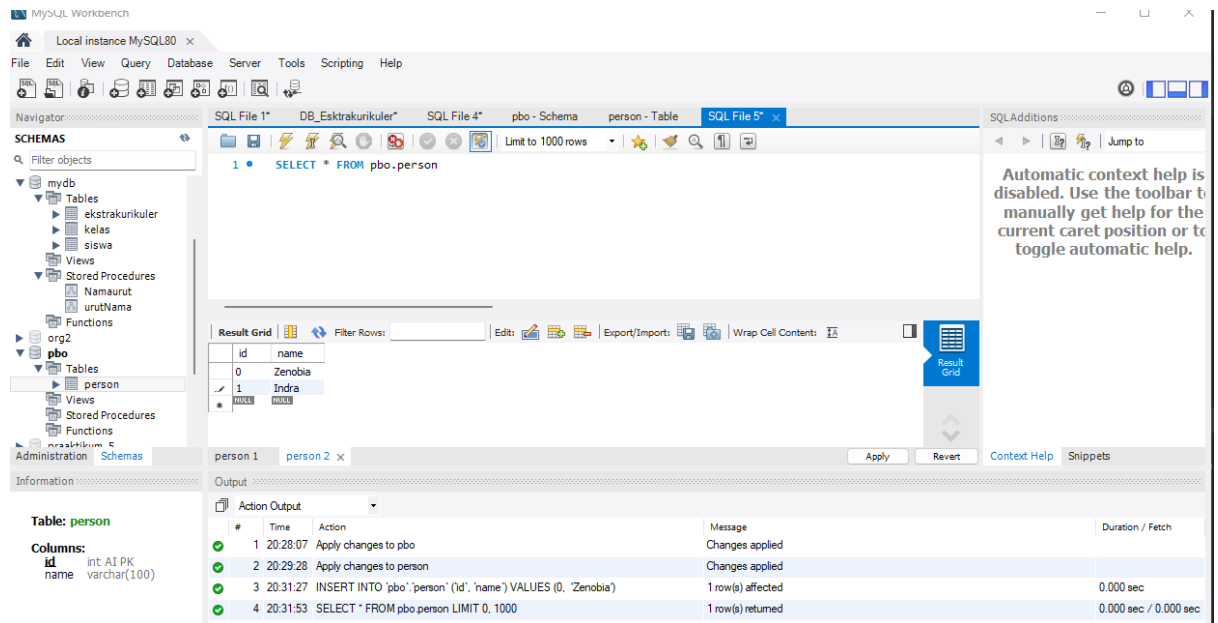 MySQL Workbench
Local instance MySQL80
File Edit View Query Database Server Tools Scripting Help
Navigator
SCHEMAS
Filter objects
mydb
Tables
ekstrakurikuler
kelas
siswa
Views
Stored Procedures
Namaurut
urutNama
Functions
org2
pbo
Tables
person
Views
Stored Procedures
Functions
praaktikum_5
Administration Schemas
Information
Table: person
Columns:
id int AI PK
name varchar(100)
SQL File 1* DB_Esktrakurikuler* SQL File 4* pbo - Schema person - Table SQL File 5*
Limit to 1000 rows
1 SELECT * FROM pbo.person
Result Grid Filter Rows: Edit: Export/Import: Wrap Cell Content:
id name
0 Zenobia
1 Indra
NULL NULL
Result
Grid
person 1 person 2 Apply Revert
Output
Action Output
# Time Action Message Duration / Fetch
1 20:28:07 Apply changes to pbo Changes applied
2 20:29:28 Apply changes to person Changes applied
3 20:31:27 INSERT INTO `pbo`.`person` (`id`, `name`) VALUES (0, 'Zenobia') 1 row(s) affected 0.000 sec
4 20:31:53 SELECT * FROM pbo.person LIMIT 0, 1000 1 row(s) returned 0.000 sec / 0.000 sec
SQLAdditions
Jump to
Automatic context help is
disabled. Use the toolbar to
manually get help for the
current caret position or to
toggle automatic help.
Context Help Snippets